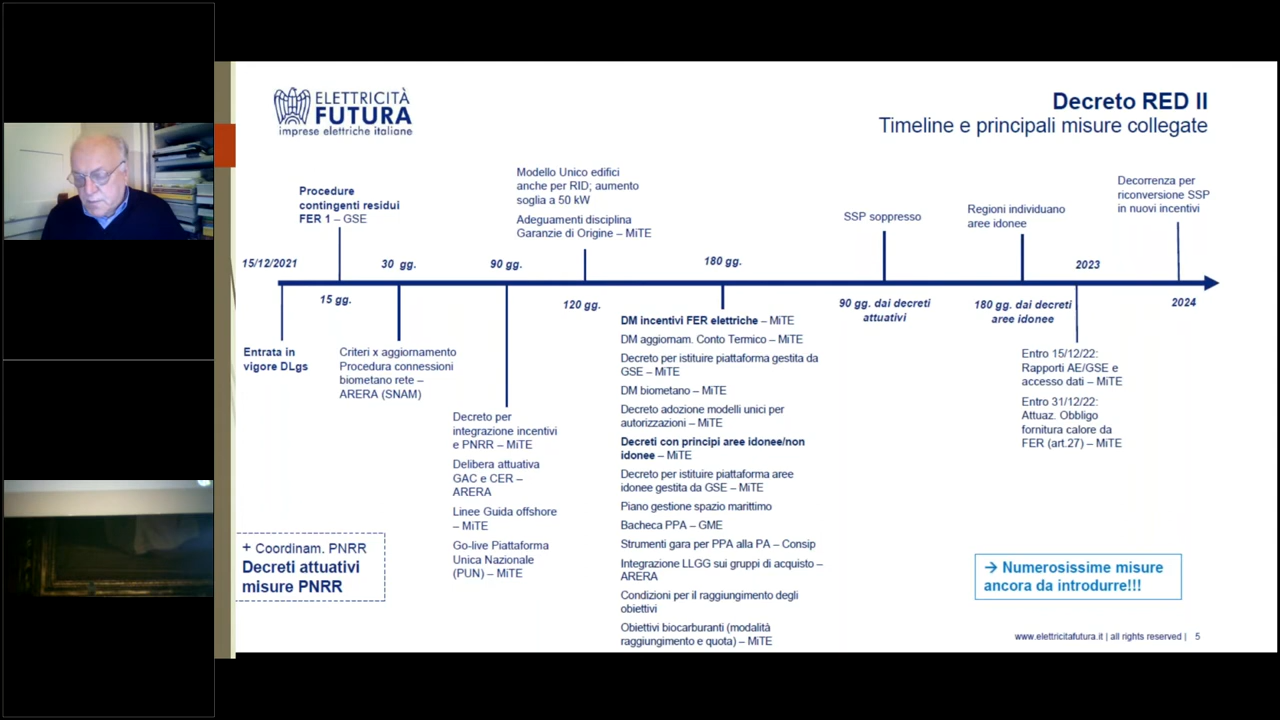 ELETTRICITÀ
FUTURA
imprese elettriche italiane
Decreto RED II
Timeline e principali misure collegate
Procedure
contingenti residui
FER 1 – GSE
Modello Unico edifici
anche per RID; aumento
soglia a 50 kW
Adeguamenti disciplina
Garanzie di Origine – MiTE
SSP soppresso
Regioni individuano
aree idonee
Decorrenza per
riconversione SSP
in nuovi incentivi
15/12/2021
30 gg.
90 gg.
180 gg.
2023
15 gg.
120 gg.
90 gg. dai decreti
attuativi
180 gg. dai decreti
aree idonee
2024
Entrata in
vigore DLgs
Criteri x aggiornamento
Procedura connessioni
biometano rete –
ARERA (SNAM)
Decreto per
integrazione incentivi
e PNRR – MiTE
Delibera attuativa
GAC e CER –
ARERA
Linee Guida offshore
– MiTE
Go-live Piattaforma
Unica Nazionale
(PUN) – MiTE
DM incentivi FER elettriche – MiTE
DM aggiornam. Conto Termico – MiTE
Decreto per istituire piattaforma gestita da
GSE – MiTE
DM biometano – MiTE
Decreto adozione modelli unici per
autorizzazioni – MiTE
Decreti con principi aree idonee/non
idonee – MiTE
Decreto per istituire piattaforma aree
idonee gestita da GSE – MiTE
Piano gestione spazio marittimo
Bacheca PPA – GME
Strumenti gara per PPA alla PA – Consip
Integrazione LLGG sui gruppi di acquisto –
ARERA
Condizioni per il raggiungimento degli
obiettivi
Obiettivi biocarburanti (modalità
raggiungimento e quota) – MiTE
Entro 15/12/22:
Rapporti AE/GSE e
accesso dati – MiTE
Entro 31/12/22:
Attuaz. Obbligo
fornitura calore da
FER (art.27) – MiTE
+ Coordinam. PNRR
Decreti attuativi
misure PNRR
→ Numerosissime misure
ancora da introdurre!!!
www.elettricitafutura.it | all rights reserved | 5